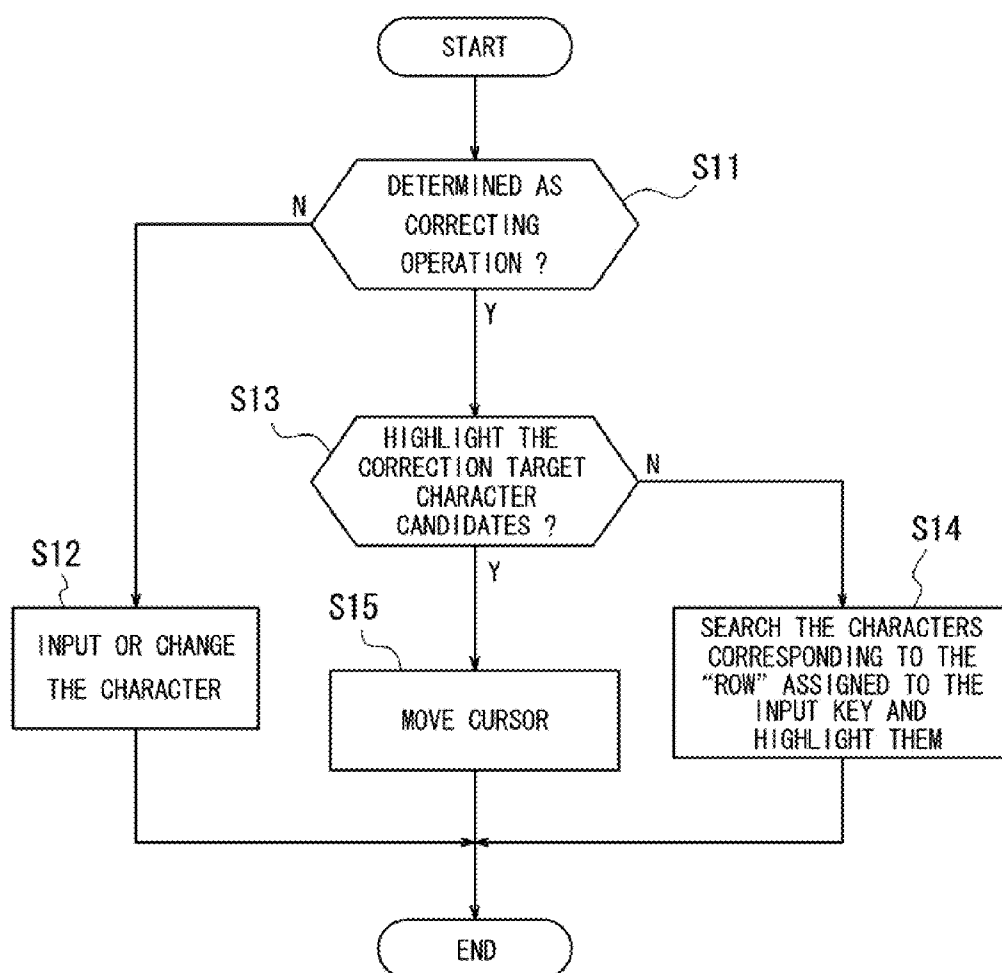 START
S11
DETERMINED AS
CORRECTING
OPERATION ?
N
Y
S13
HIGHLIGHT THE
CORRECTION TARGET
CHARACTER
CANDIDATES ?
N
Y
S12
INPUT OR CHANGE
THE CHARACTER
S15
MOVE CURSOR
S14
SEARCH THE CHARACTERS
CORRESPONDING TO THE
“ROW” ASSIGNED TO THE
INPUT KEY AND
HIGHLIGHT THEM
END